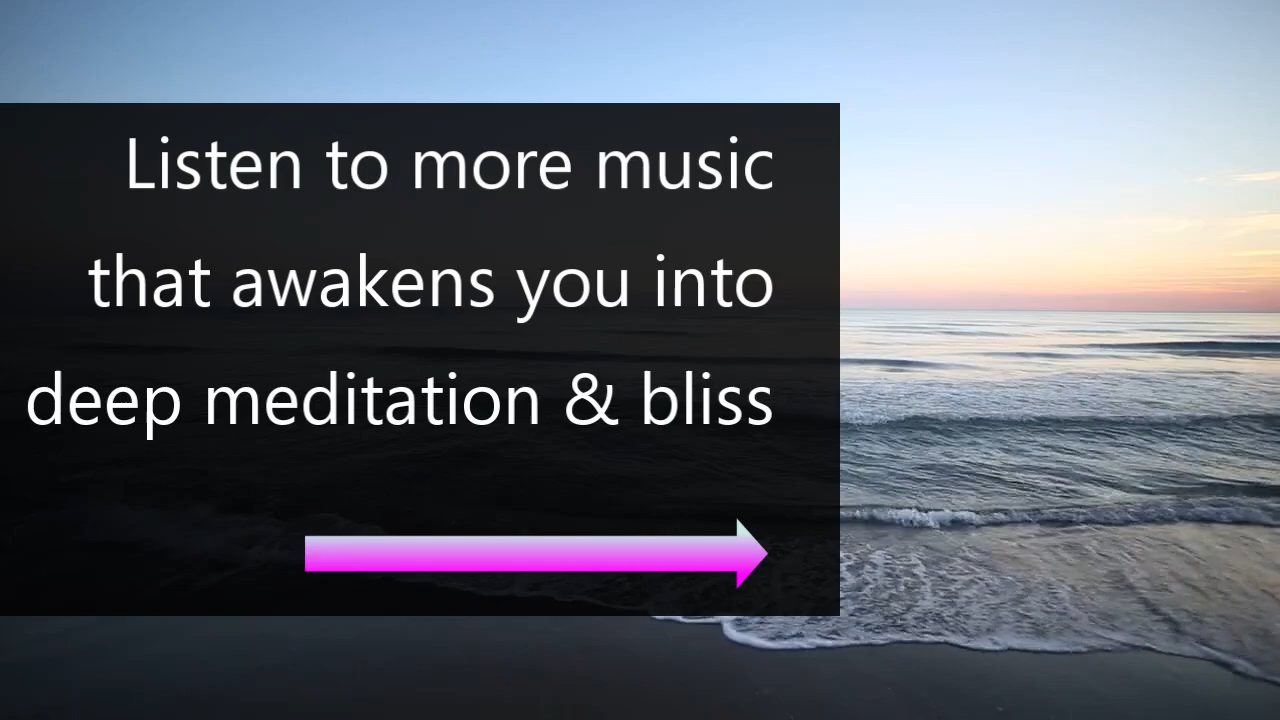 Listen to more music
that awakens you into
deep meditation & bliss